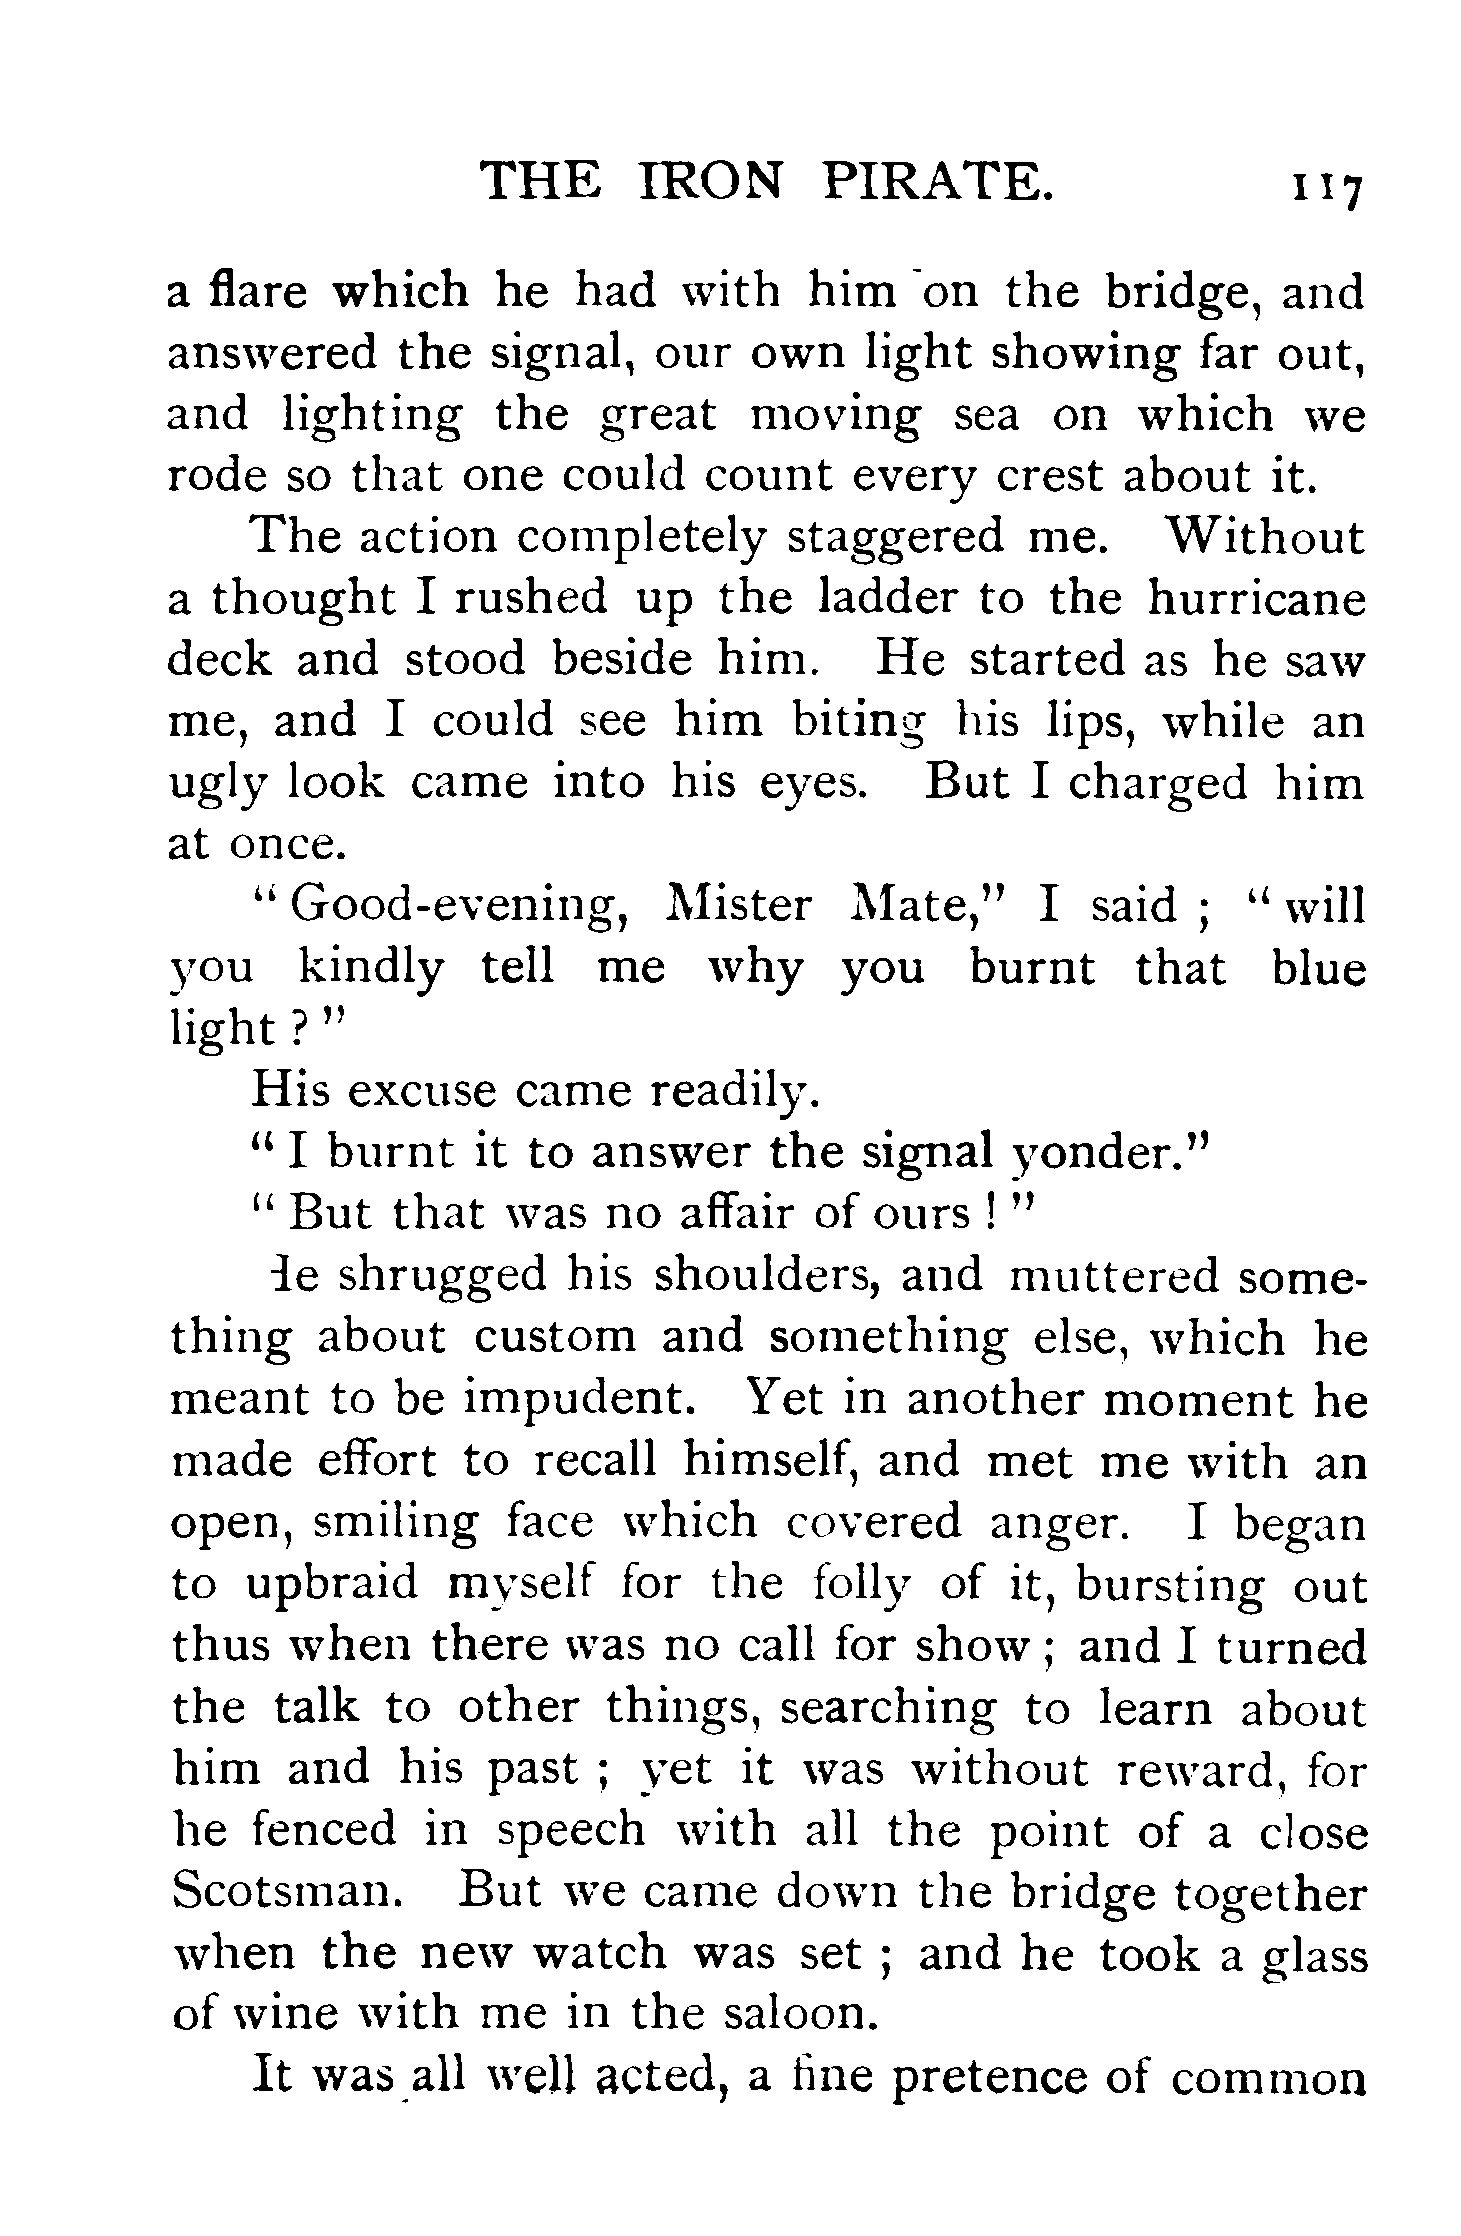 THE IRON PIRATE. 117
a flare which he had with him on the bridge, and
answered the signal, our own light showing far out,
and lighting the great moving sea on which we
rode so that one could count every crest about it.
The action completely staggered me. Without
a thought I rushed up the ladder to the hurricane
deck and stood beside him. He started as he saw
me, and I could see him biting his lips, while an
ugly look came into his eyes. But I charged him
at once.
“ Good-evening, Mister Mate,” I said ; “ will
you kindly tell me why you burnt that blue
light ? ”
His excuse came readily.
“ I burnt it to answer the signal yonder.”
“ But that was no affair of ours ! ”
He shrugged his shoulders, and muttered some-
thing about custom and something else, which he
meant to be impudent. Yet in another moment he
made effort to recall himself, and met me with an
open, smiling face which covered anger. I began
to upbraid myself for the folly of it, bursting out
thus when there was no call for show ; and I turned
the talk to other things, searching to learn about
him and his past ; yet it was without reward, for
he fenced in speech with all the point of a close
Scotsman. But we came down the bridge together
when the new watch was set ; and he took a glass
of wine with me in the saloon.
It was all well acted, a fine pretence of common